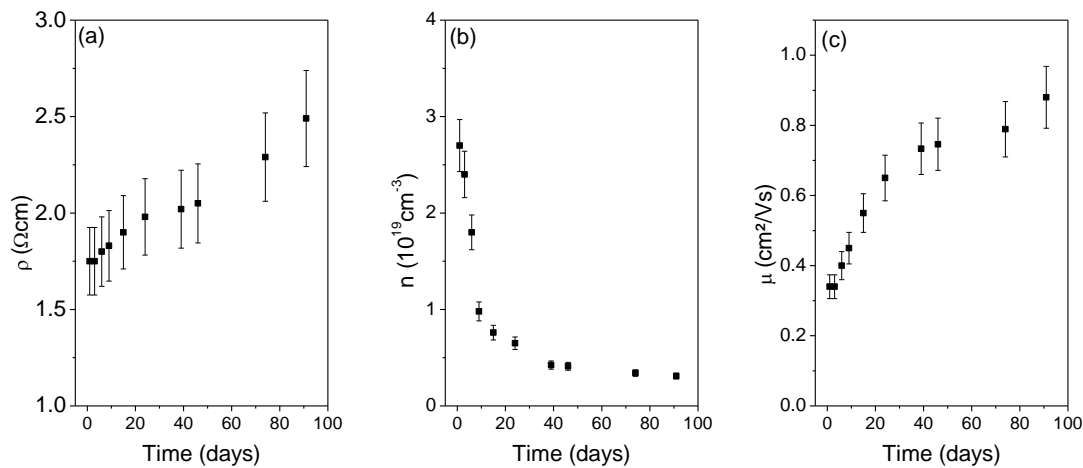 (a)
3.0
2.5
2.0
1.5
1.0
ρ (Ωcm)
0 20 40 60 80 100
Time (days)
(b)
4
3
2
1
0
n (10¹⁹cm⁻³)
0 20 40 60 80 100
Time (days)
(c)
1.0
0.8
0.6
0.4
0.2
0.0
μ (cm²/Vs)
0 20 40 60 80 100
Time (days)